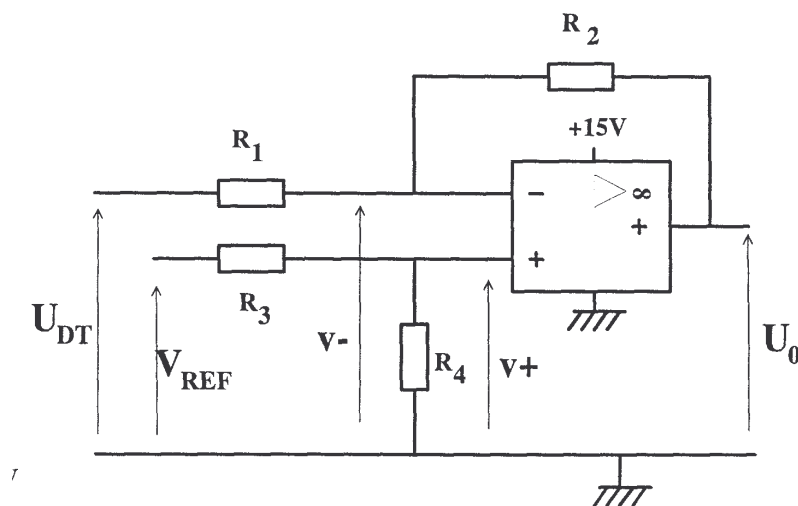 R2
+15V
R1
- ▷ ∞
+
+
R3
UDT
VREF
v-
R4
v+
U0